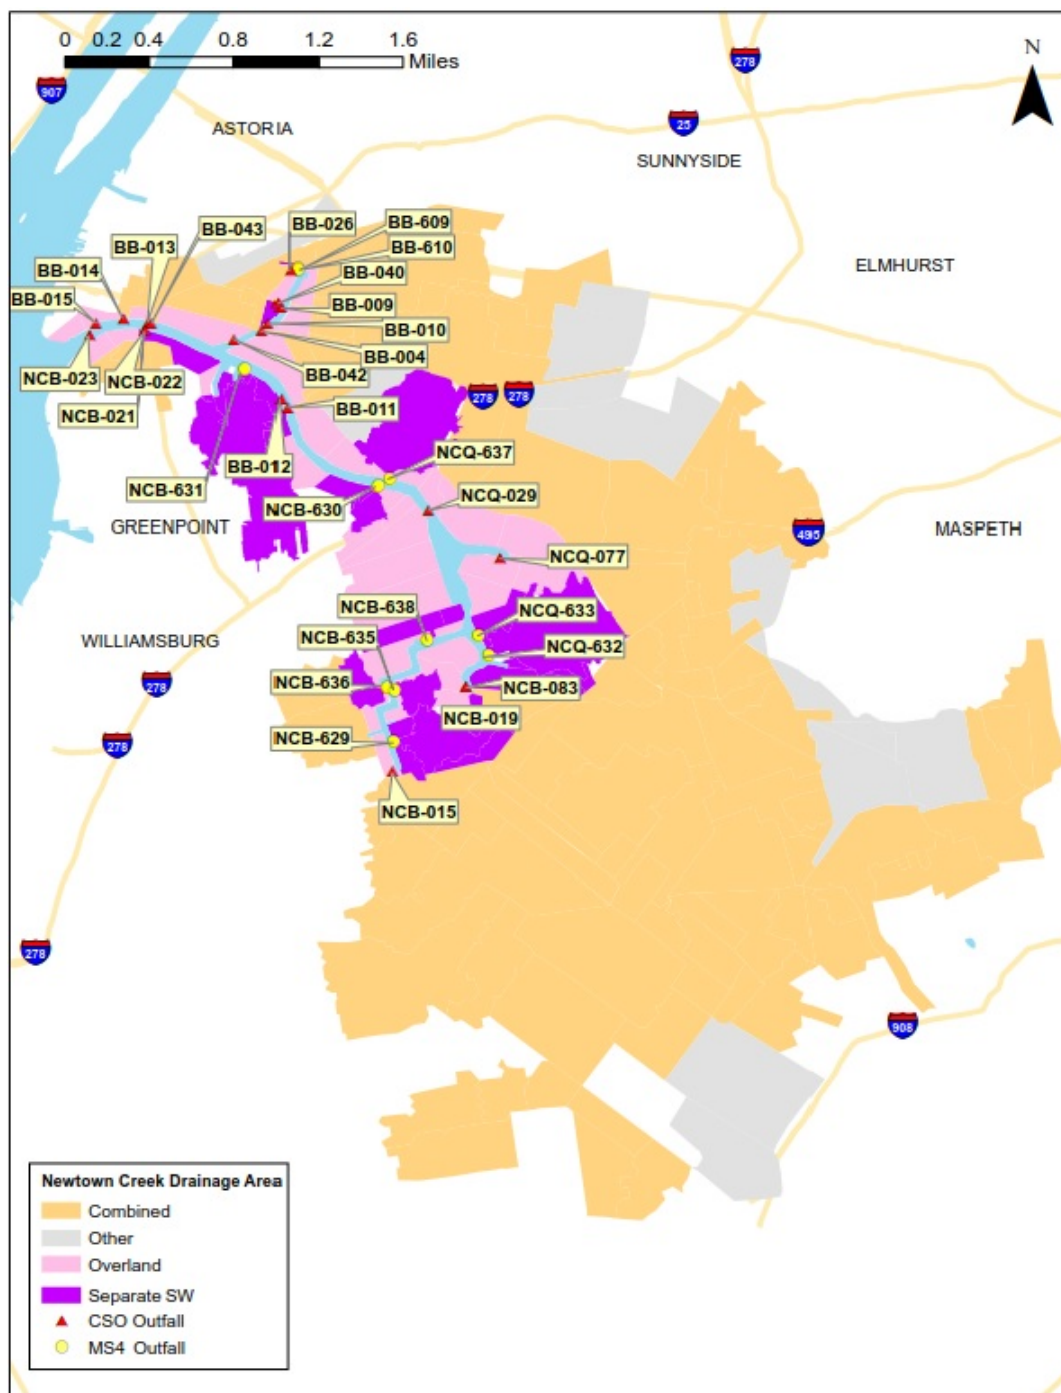 0 0.2 0.4 0.8 1.2 1.6
Miles
N
907
278
ASTORIA
25
SUNNYSIDE
BB-026
BB-609
BB-043
BB-610
BB-013
ELMHURST
BB-014
BB-040
BB-015
BB-009
BB-010
NCB-023
NCB-022
BB-004
BB-042
NCB-021
278
278
BB-011
NCQ-637
BB-012
NCB-631
NCB-630
NCQ-029
GREENPOINT
495
MASPETH
NCQ-077
NCB-638
NCQ-633
NCB-635
WILLIAMSBURG
NCQ-632
NCB-636
278
NCB-083
NCB-019
NCB-629
278
NCB-015
278
908
Newtown Creek Drainage Area
Combined
Other
Overland
Separate SW
CSO Outfall
MS4 Outfall